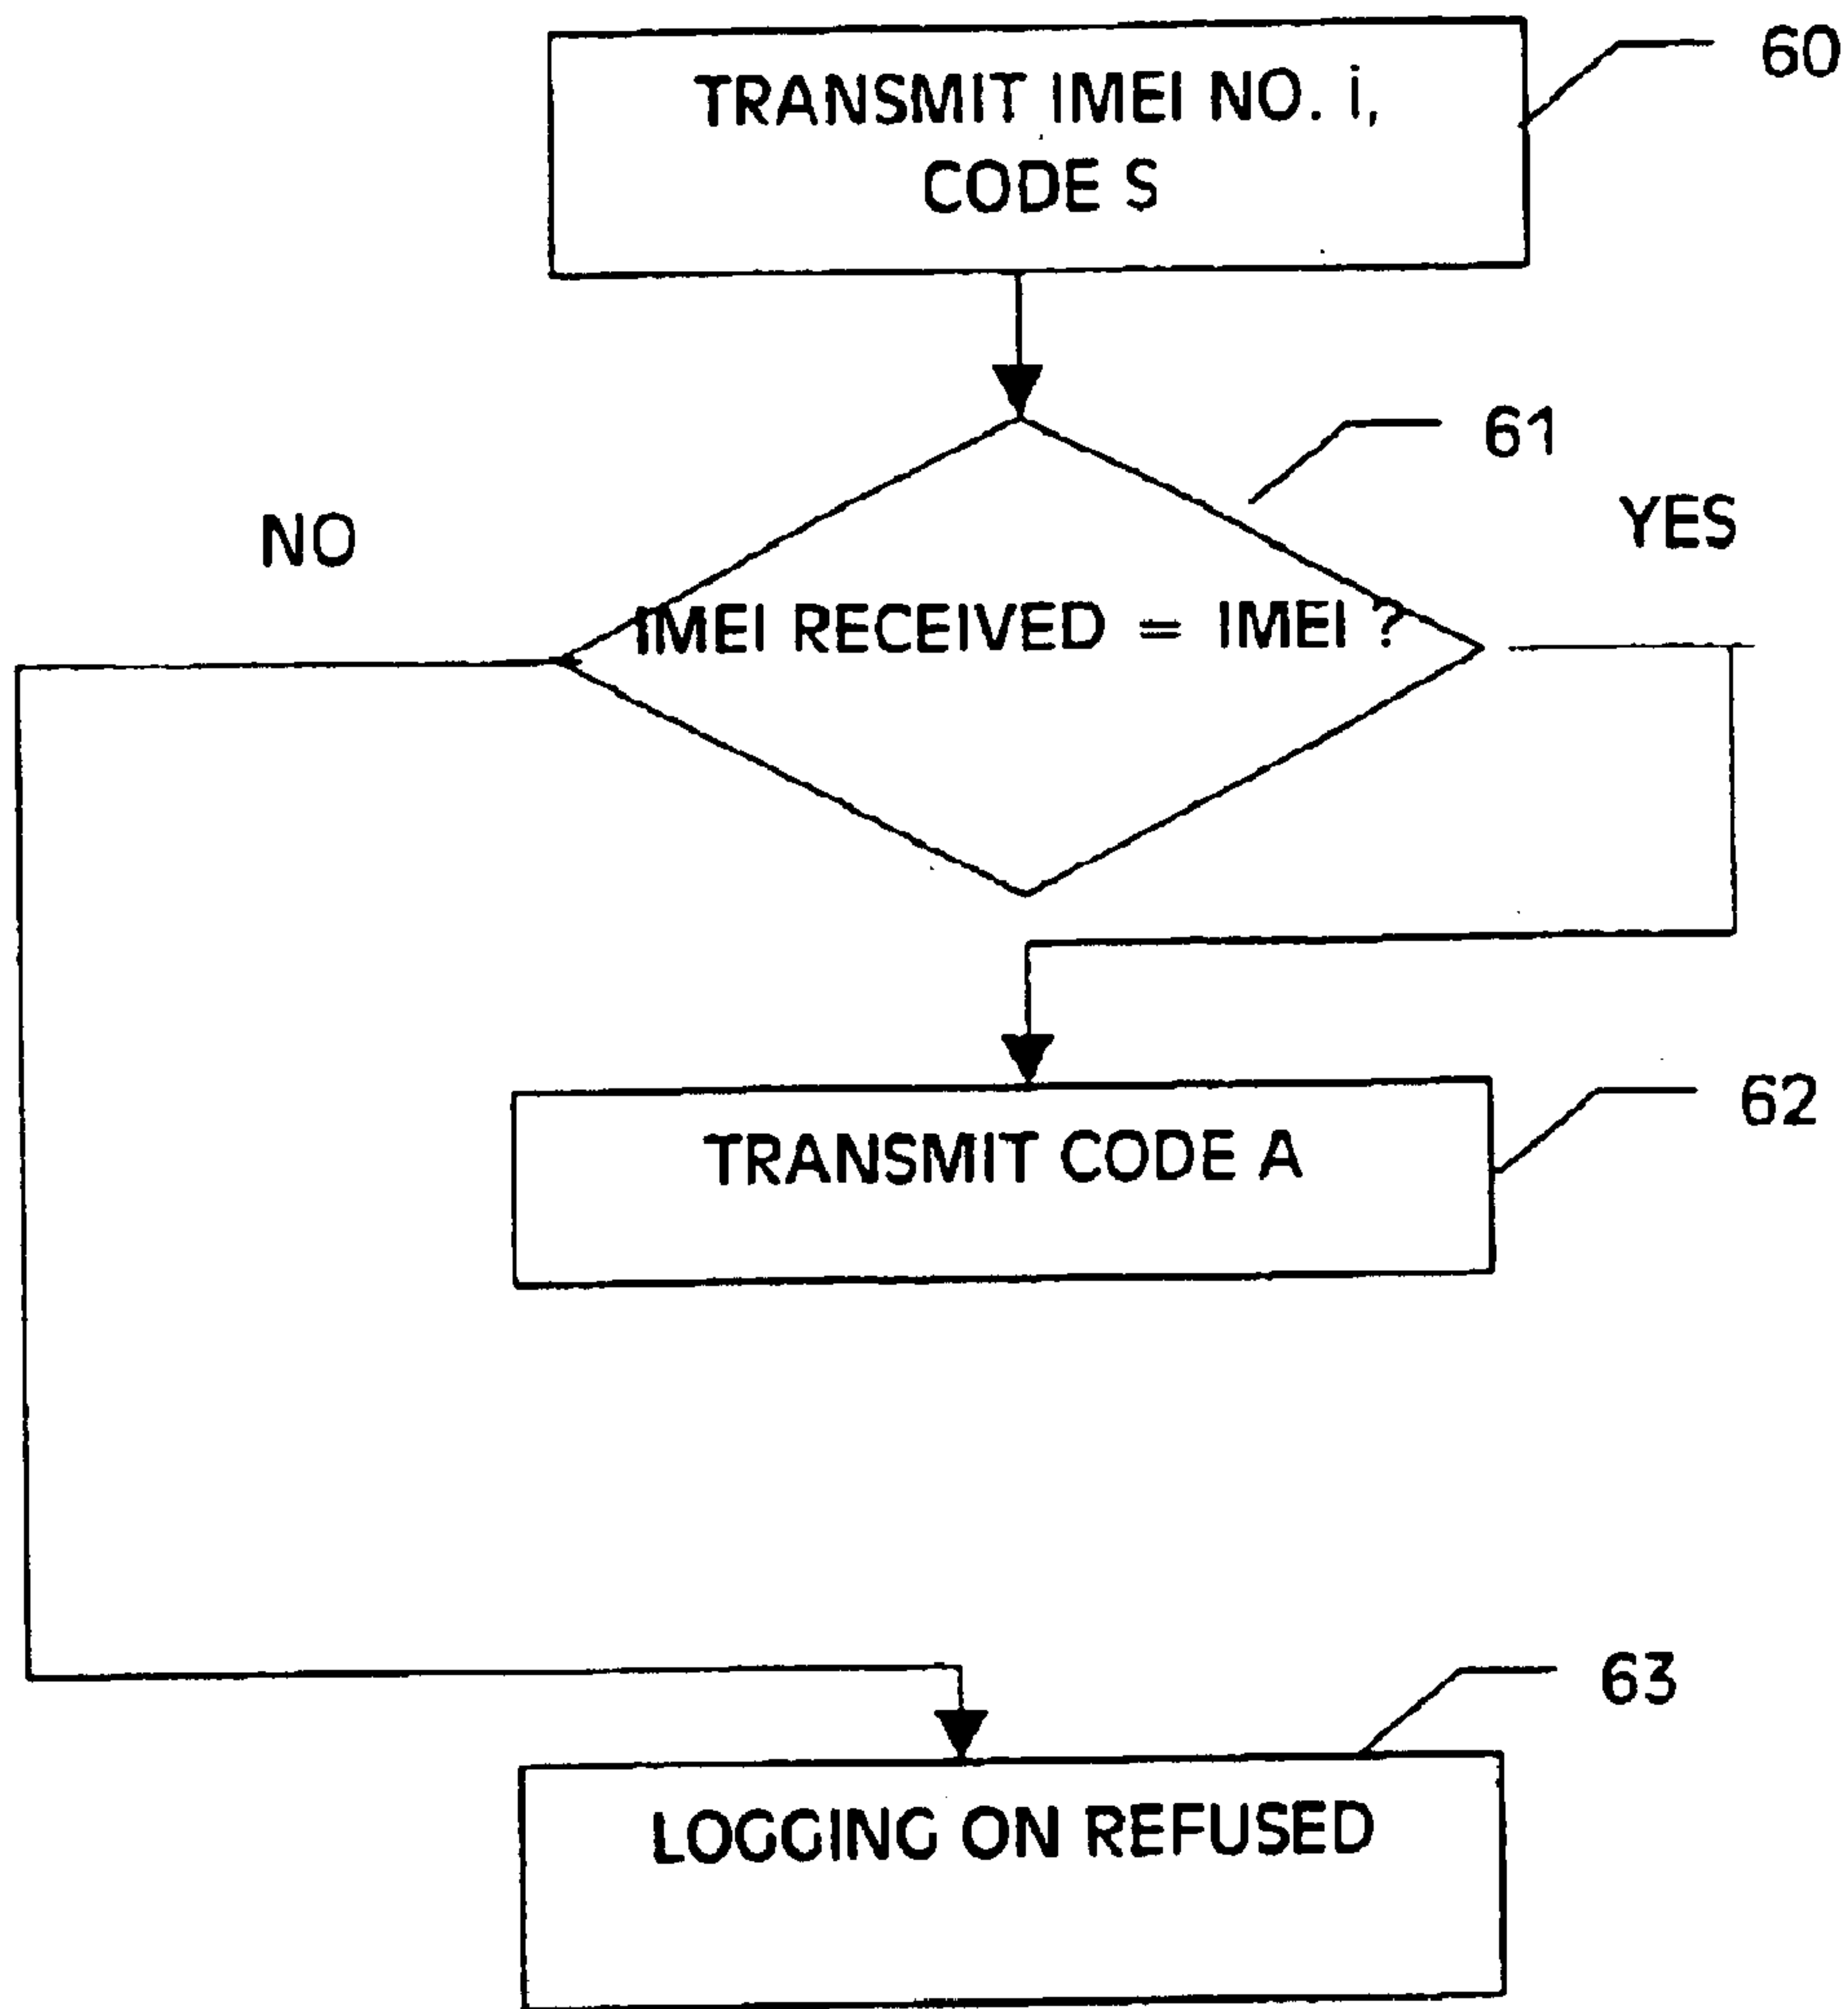 TRANSMIT IMEI NO. i,
CODE S
60
61
NO
YES
IMEI RECEIVED = IMEI ?
TRANSMIT CODE A
62
63
LOGGING ON REFUSED